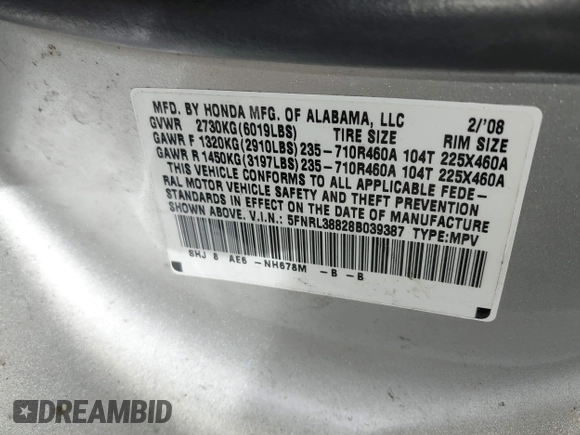 MFD. BY HONDA MFG. OF ALABAMA, LLC 2/'08
GVWR 2730KG(6019LBS) TIRE SIZE RIM SIZE
GAWR F 1320KG(2910LBS)235-710R460A 104T 225X460A
GAWR R 1450KG(3197LBS)235-710R460A 104T 225X460A
THIS VEHICLE CONFORMS TO ALL APPLICABLE FEDE-
RAL MOTOR VEHICLE SAFETY AND THEFT PREVENTION
STANDARDS IN EFFECT ON THE DATE OF MANUFACTURE
SHOWN ABOVE. V.I.N.: 5FNRL38828B039387 TYPE:MPV
SHJ 8 AE6 -NH678M -B -B
DREAMBID